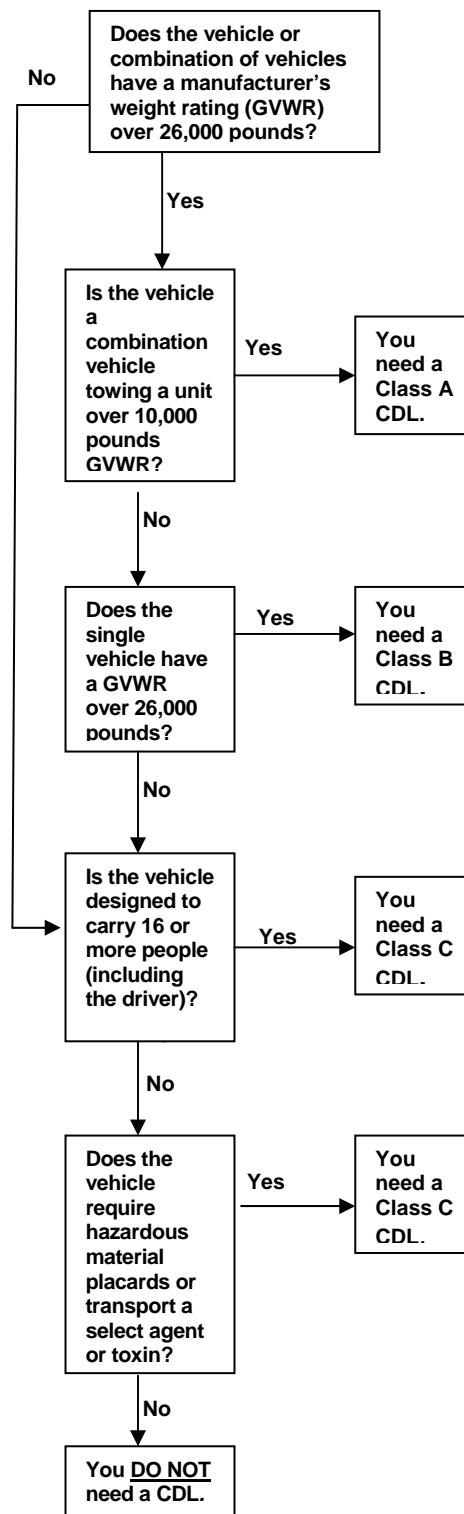 Does the vehicle or
combination of vehicles
have a manufacturer's
weight rating (GVWR)
over 26,000 pounds?
No
Yes
Is the vehicle
a
combination
vehicle
towing a unit
over 10,000
pounds
GVWR?
Yes
You
need a
Class A
CDL.
No
Does the
single
vehicle have
a GVWR
over 26,000
pounds?
Yes
You
need a
Class B
CDL.
No
Is the vehicle
designed to
carry 16 or
more people
(including
the driver)?
Yes
You
need a
Class C
CDL.
No
Does the
vehicle
require
hazardous
material
placards or
transport a
select agent
or toxin?
Yes
You
need a
Class C
CDL.
No
You DO NOT
need a CDL.